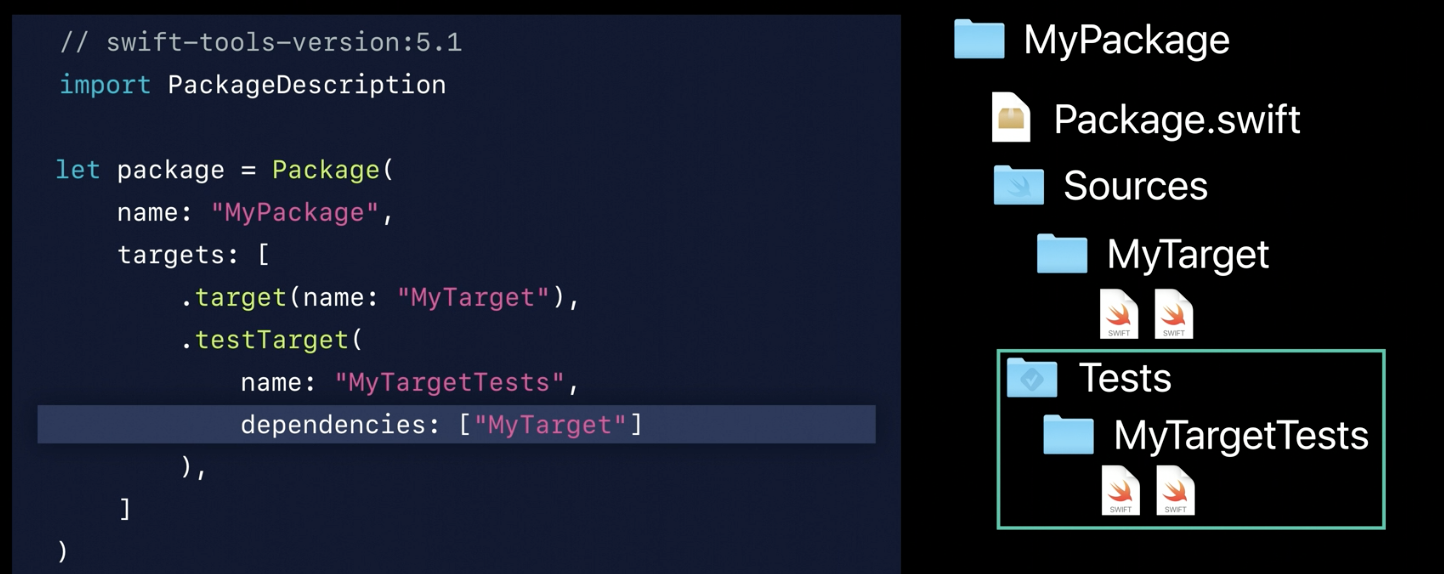 // swift-tools-version:5.1
import PackageDescription
let package = Package(
name: "MyPackage",
targets: [
.target(name: "MyTarget"),
.testTarget(
name: "MyTargetTests",
dependencies: ["MyTarget"]
),
]
)
MyPackage
Package.swift
Sources
MyTarget
SWIFT SWIFT
Tests
MyTargetTests
SWIFT SWIFT